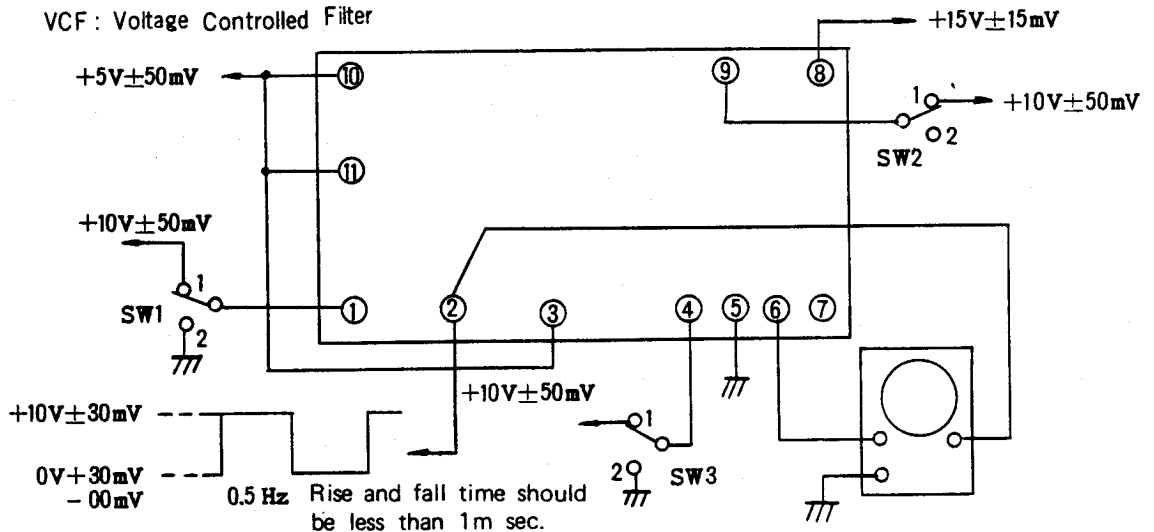 VCF: Voltage Controlled Filter
+15V±15mV
+5V±50mV
⑩
⑨
⑧
1
+10V±50mV
2
SW2
⑪
+10V±50mV
1
SW1
2
①
②
③
④
⑤
⑥
⑦
+10V±50mV
1
2
SW3
+10V±30mV
0V+30mV
-00mV
0.5 Hz
Rise and fall time should
be less than 1m sec.